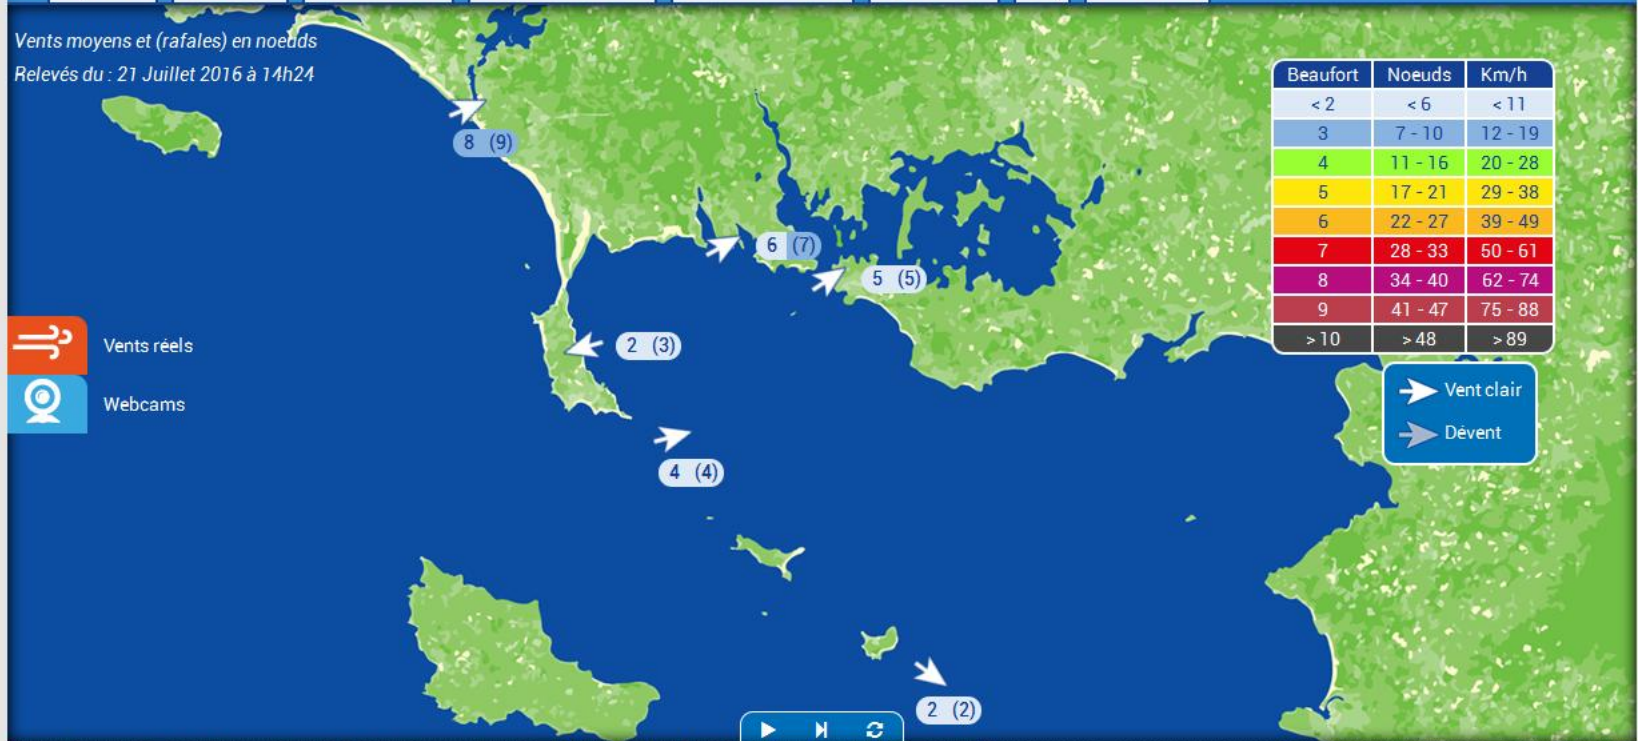 Vents moyens et (rafales) en noeuds
Relevés du : 21 Juillet 2016 à 14h24
Beaufort Noeuds Km/h
< 2 < 6 < 11
3 7 - 10 12 - 19
4 11 - 16 20 - 28
5 17 - 21 29 - 38
6 22 - 27 39 - 49
7 28 - 33 50 - 61
8 34 - 40 62 - 74
9 41 - 47 75 - 88
> 10 > 48 > 89
8 (9)
6 (7)
5 (5)
2 (3)
Vents réels
Webcams
Vent clair
Dévent
4 (4)
2 (2)